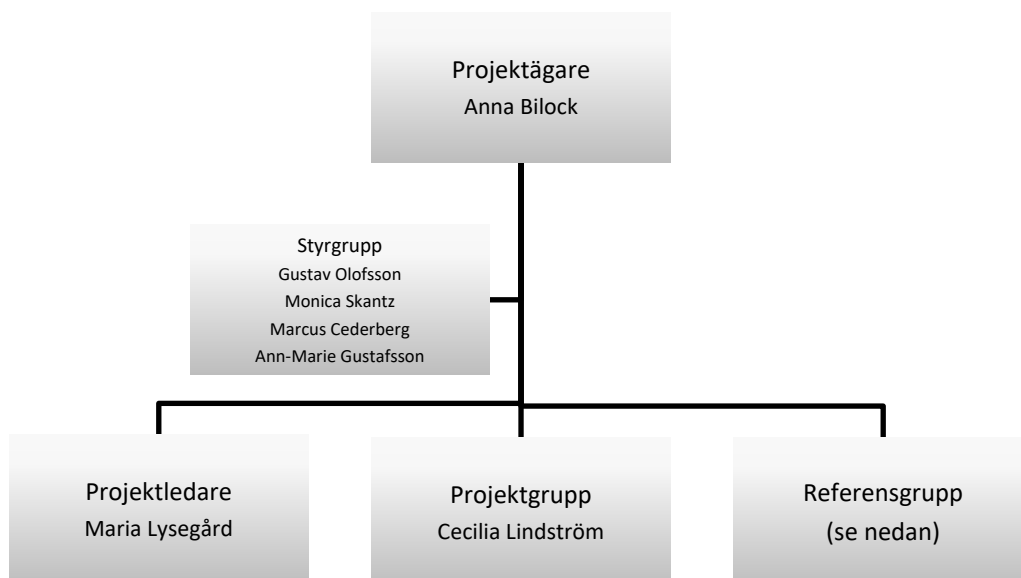 Projektägare
Anna Bilock
Styrgrupp
Gustav Olofsson
Monica Skantz
Marcus Cederberg
Ann-Marie Gustafsson
Projektledare
Maria Lysegård
Projektgrupp
Cecilia Lindström
Referensgrupp
(se nedan)